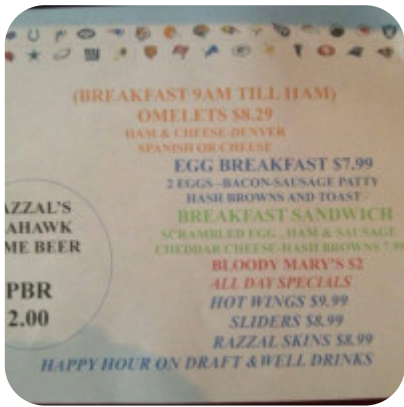 (BREAKFAST 9AM TILL 11AM)
OMELETS $8.29
HAM & CHEESE-DENVER
SPANISH OR CHEESE
EGG BREAKFAST $7.99
2 EGGS -BACON-SAUSAGE PATTY
HASH BROWNS AND TOAST
BREAKFAST SANDWICH
SCRAMBLED EGG , HAM & SAUSAGE
CHEDDAR CHEESE-HASH BROWNS 7.99
BLOODY MARY'S $2
ALL DAY SPECIALS
HOT WINGS $9.99
SLIDERS $8.99
RAZZAL SKINS $8.99
HAPPY HOUR ON DRAFT &WELL DRINKS
AZZAL'S
AHAWK
ME BEER
PBR
2.00